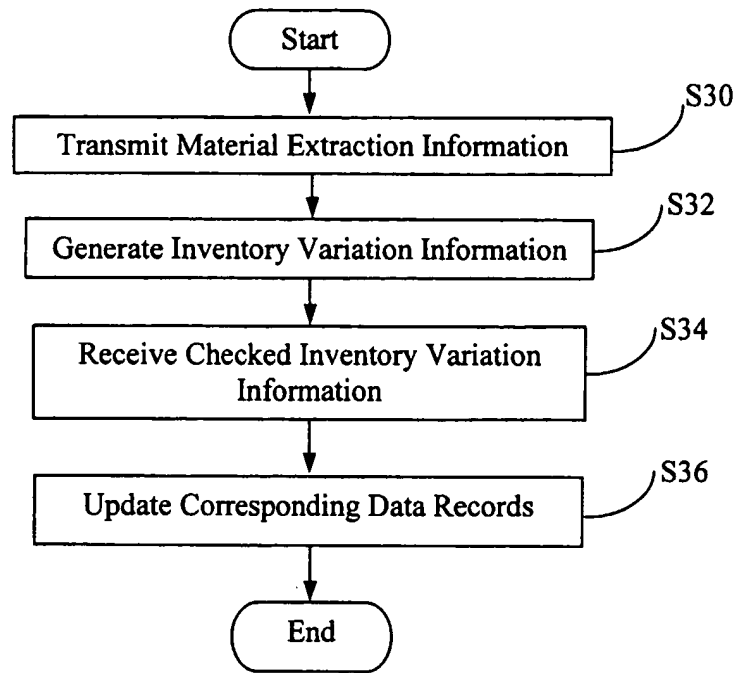 Start
S30
Transmit Material Extraction Information
S32
Generate Inventory Variation Information
S34
Receive Checked Inventory Variation
Information
S36
Update Corresponding Data Records
End